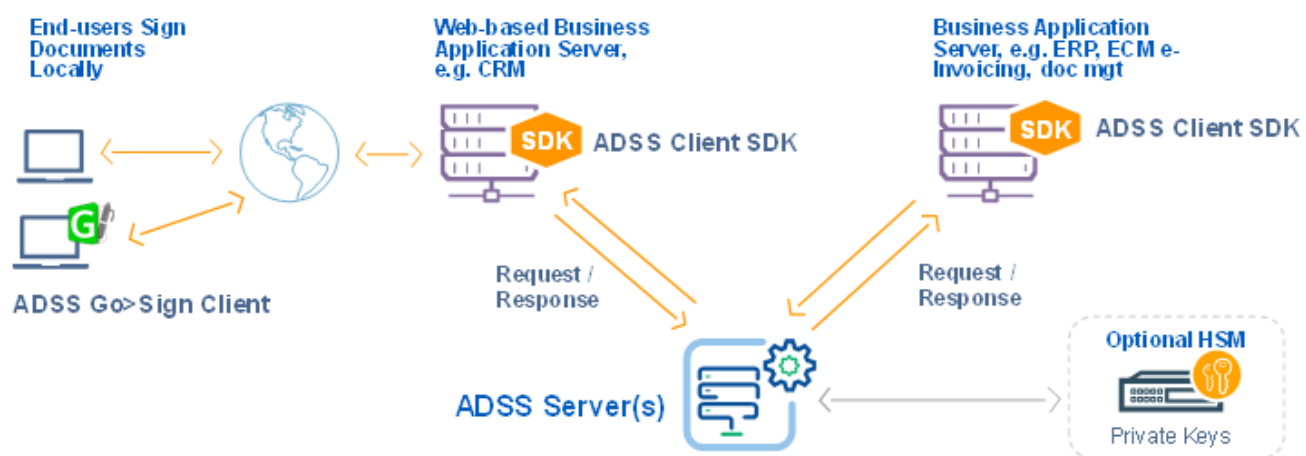 End-users Sign
Documents
Locally
Web-based Business
Application Server,
e.g. CRM
Business Application
Server, e.g. ERP, ECM e-
Invoicing, doc mgt
SDK
ADSS Client SDK
SDK
ADSS Client SDK
G
ADSS Go>Sign Client
Request /
Response
Request /
Response
Optional HSM
ADSS Server(s)
Private Keys